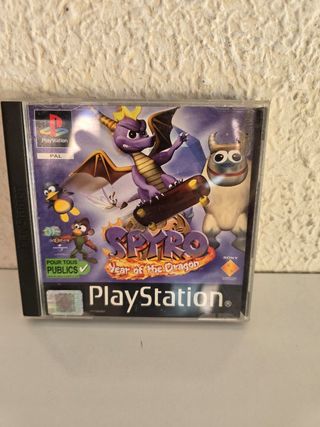 PlayStation
PAL
SPYRO
Year of the Dragon
POUR TOUS
PUBLICS
SONY
PlayStation®